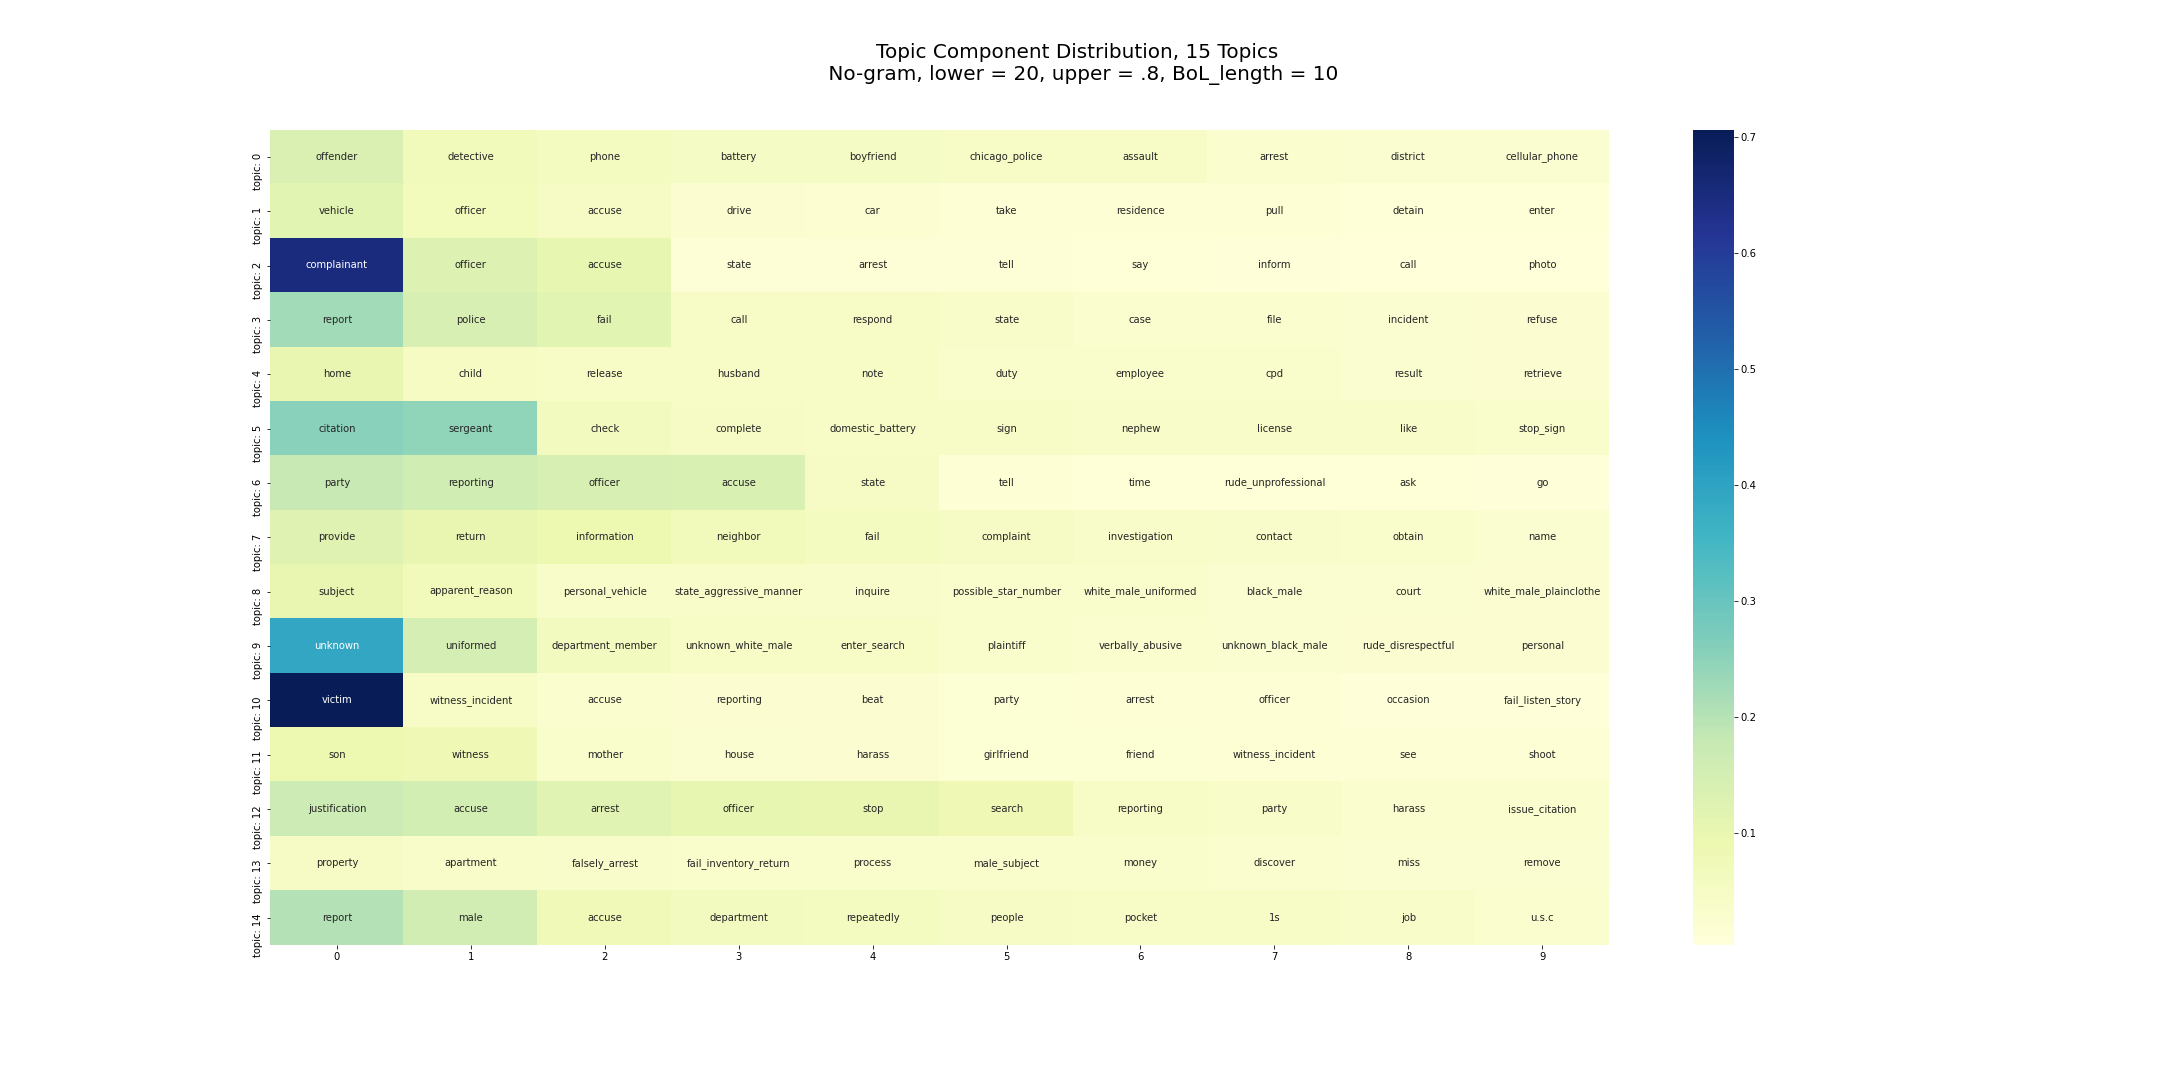 Topic Component Distribution, 15 Topics
No-gram, lower = 20, upper = .8, BoL_length = 10
topic: 0 offender detective phone battery boyfriend chicago_police assault arrest district cellular_phone
topic: 1 vehicle officer accuse drive car take residence pull detain enter
topic: 2 complainant officer accuse state arrest tell say inform call photo
topic: 3 report police fail call respond state case file incident refuse
topic: 4 home child release husband note duty employee cpd result retrieve
topic: 5 citation sergeant check complete domestic_battery sign nephew license like stop_sign
topic: 6 party reporting officer accuse state tell time rude_unprofessional ask go
topic: 7 provide return information neighbor fail complaint investigation contact obtain name
topic: 8 subject apparent_reason personal_vehicle state_aggressive_manner inquire possible_star_number white_male_uniformed black_male court white_male_plainclothe
topic: 9 unknown uniformed department_member unknown_white_male enter_search plaintiff verbally_abusive unknown_black_male rude_disrespectful personal
topic: 10 victim witness_incident accuse reporting beat party arrest officer occasion fail_listen_story
topic: 11 son witness mother house harass girlfriend friend witness_incident see shoot
topic: 12 justification accuse arrest officer stop search reporting party harass issue_citation
topic: 13 property apartment falsely_arrest fail_inventory_return process male_subject money discover miss remove
topic: 14 report male accuse department repeatedly people pocket 1s job u.s.c
0 1 2 3 4 5 6 7 8 9
0.7
0.6
0.5
0.4
0.3
0.2
0.1